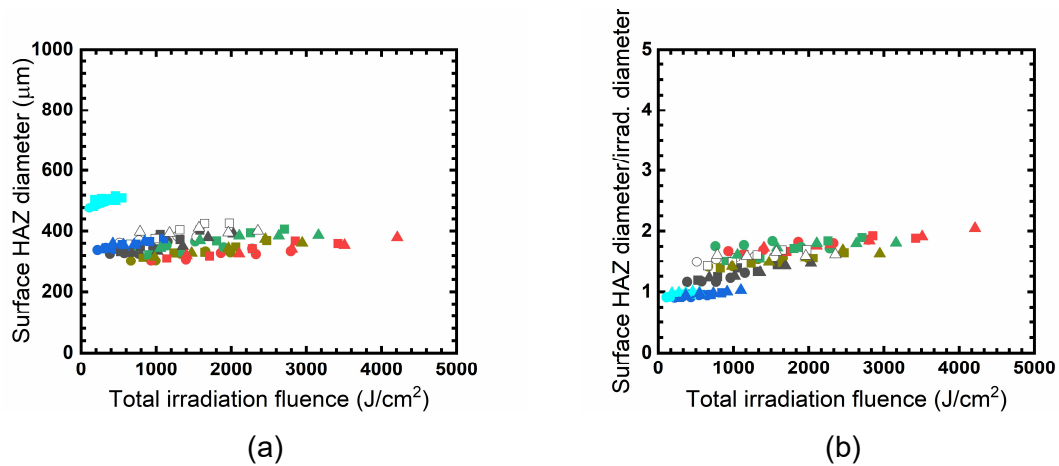 Surface HAZ diameter (μm)
1000
800
600
400
200
0
0 1000 2000 3000 4000 5000
Total irradiation fluence (J/cm²)
(a)
Surface HAZ diameter/irrad. diameter
5
4
3
2
1
0
0 1000 2000 3000 4000 5000
Total irradiation fluence (J/cm²)
(b)